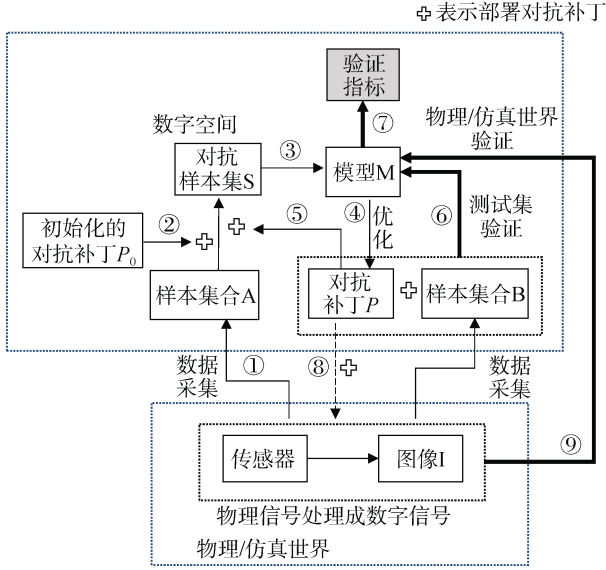 表示部署对抗补丁
验证
指标
数字空间
⑦
物理/仿真世界
验证
对抗
样本集S
③
模型M
初始化的
对抗补丁P₀
②
⑤
④
优
化
⑥
测试集
验证
样本集合A
对抗
补丁P
样本集合B
数据
采集
①
⑧
数据
采集
⑨
传感器
图像I
物理信号处理成数字信号
物理/仿真世界